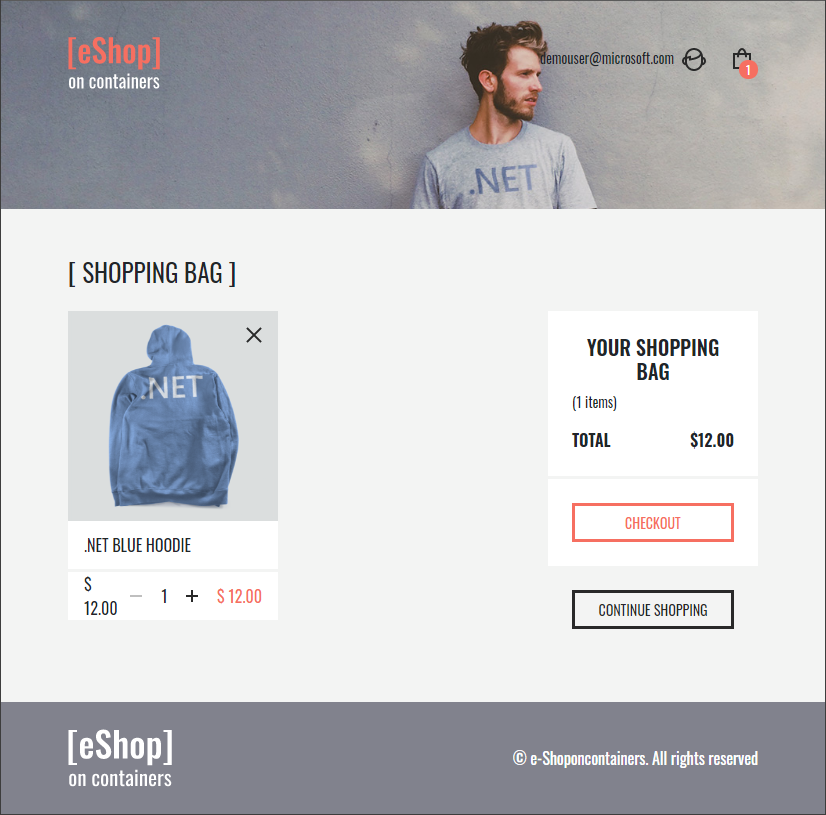 [eShop]
on containers
demouser@microsoft.com
1
.NET
[ SHOPPING BAG ]
.NET
.NET BLUE HOODIE
$
12.00
1
$ 12.00
YOUR SHOPPING
BAG
(1 items)
TOTAL $12.00
CHECKOUT
CONTINUE SHOPPING
[eShop]
on containers
© e-Shoponcontainers. All rights reserved